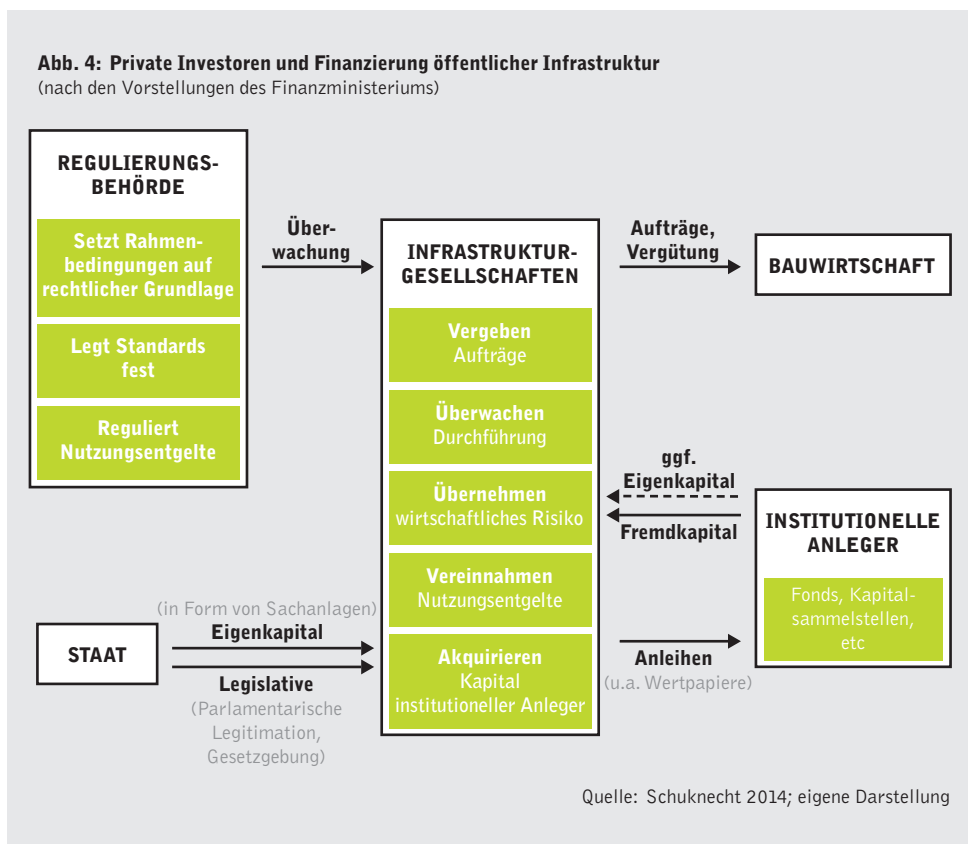 Abb. 4: Private Investoren und Finanzierung öffentlicher Infrastruktur
(nach den Vorstellungen des Finanzministeriums)
REGULIERUNGS-
BEHÖRDE
Setzt Rahmen-
bedingungen auf
rechtlicher Grundlage
Legt Standards
fest
Reguliert
Nutzungsentgelte
Über-
wachung
INFRASTRUKTUR-
GESELLSCHAFTEN
Vergeben
Aufträge
Überwachen
Durchführung
Übernehmen
wirtschaftliches Risiko
Vereinnahmen
Nutzungsentgelte
Akquirieren
Kapital
institutioneller Anleger
Aufträge,
Vergütung
BAUWIRTSCHAFT
ggf.
Eigenkapital
Fremdkapital
INSTITUTIONELLE
ANLEGER
Fonds, Kapital-
sammelstellen,
etc
Anleihen
(u.a. Wertpapiere)
STAAT
(in Form von Sachanlagen)
Eigenkapital
Legislative
(Parlamentarische
Legitimation,
Gesetzgebung)
Quelle: Schuknecht 2014; eigene Darstellung